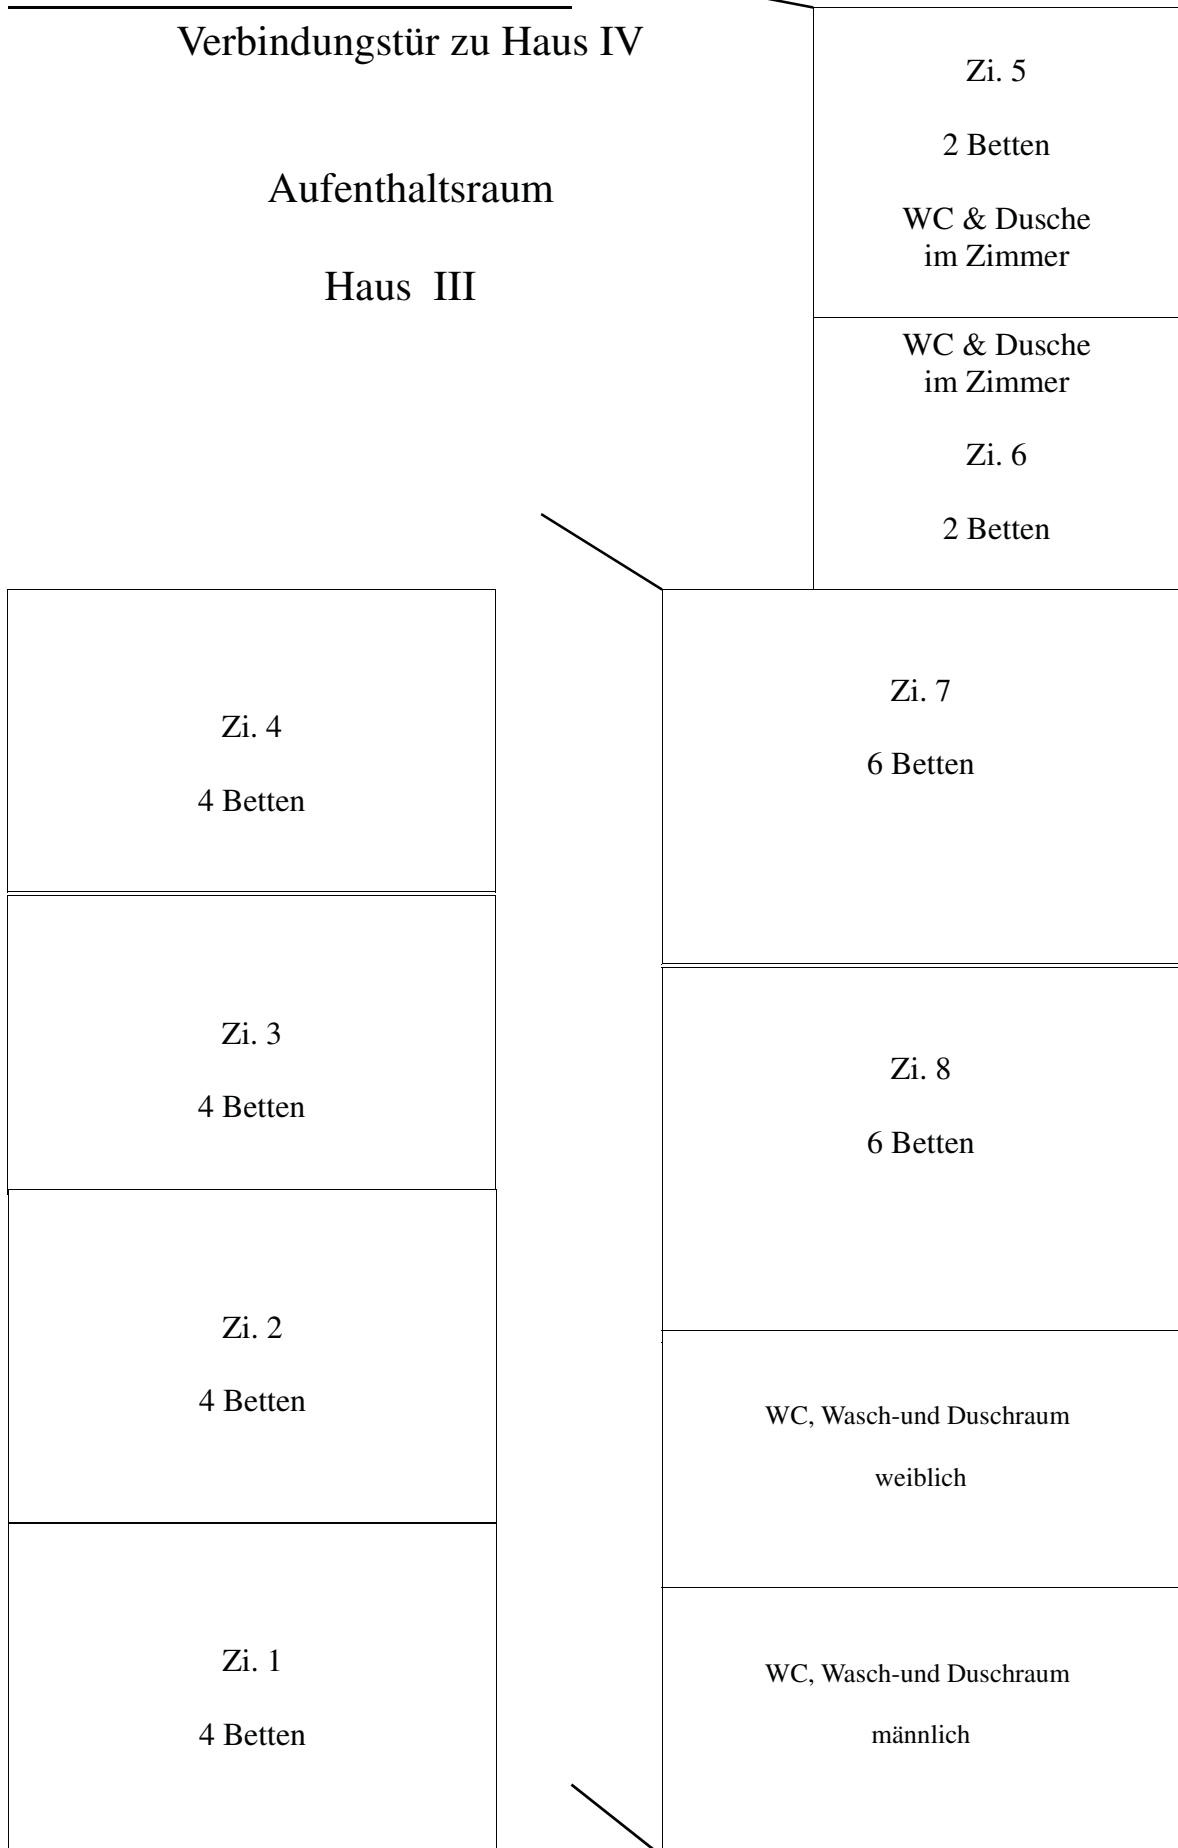 Verbindungstür zu Haus IV
Aufenthaltsraum
Haus III
Zi. 5
2 Betten
WC & Dusche
im Zimmer
WC & Dusche
im Zimmer
Zi. 6
2 Betten
Zi. 4
4 Betten
Zi. 3
4 Betten
Zi. 2
4 Betten
Zi. 1
4 Betten
Zi. 7
6 Betten
Zi. 8
6 Betten
WC, Wasch-und Duschraum
weiblich
WC, Wasch-und Duschraum
männlich